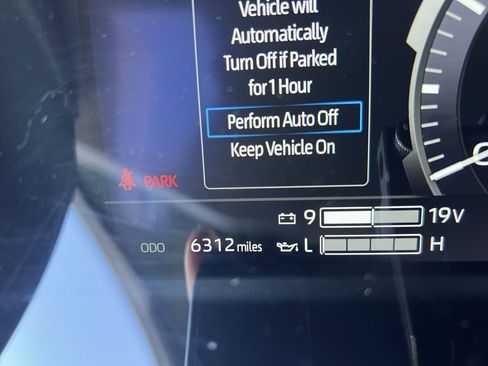 Vehicle will
Automatically
Turn Off if Parked
for 1 Hour
Perform Auto Off
Keep Vehicle On
PARK
9 19V
ODO 6312 miles L H